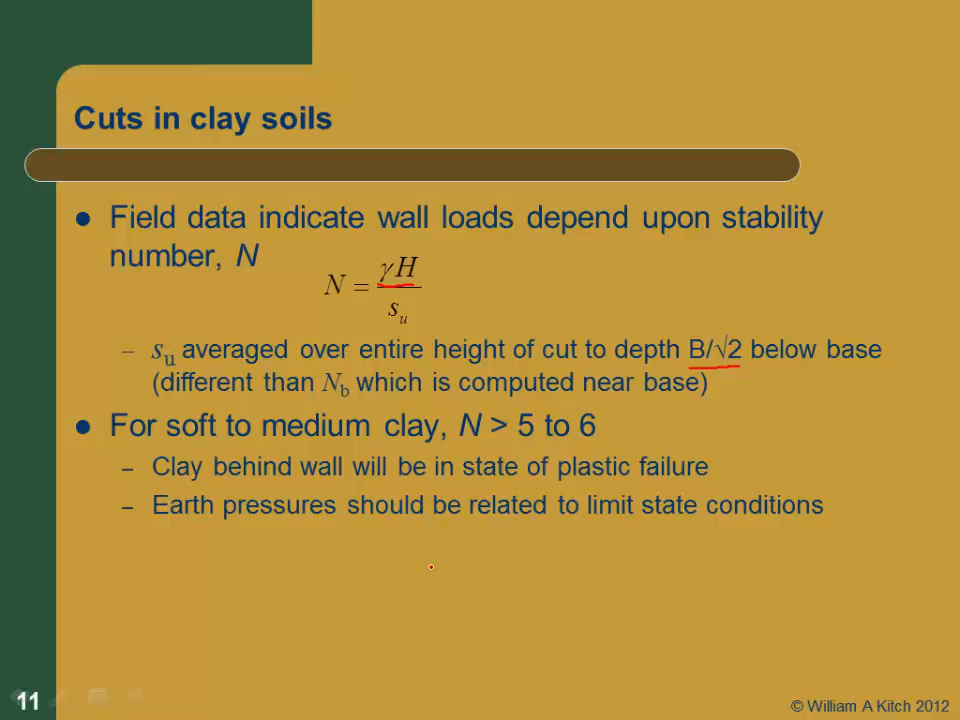 Cuts in clay soils
● Field data indicate wall loads depend upon stability
number, N
N = γH / s_u
– s_u averaged over entire height of cut to depth B/√2 below base
(different than N_b which is computed near base)
● For soft to medium clay, N > 5 to 6
– Clay behind wall will be in state of plastic failure
– Earth pressures should be related to limit state conditions
11
© William A Kitch 2012